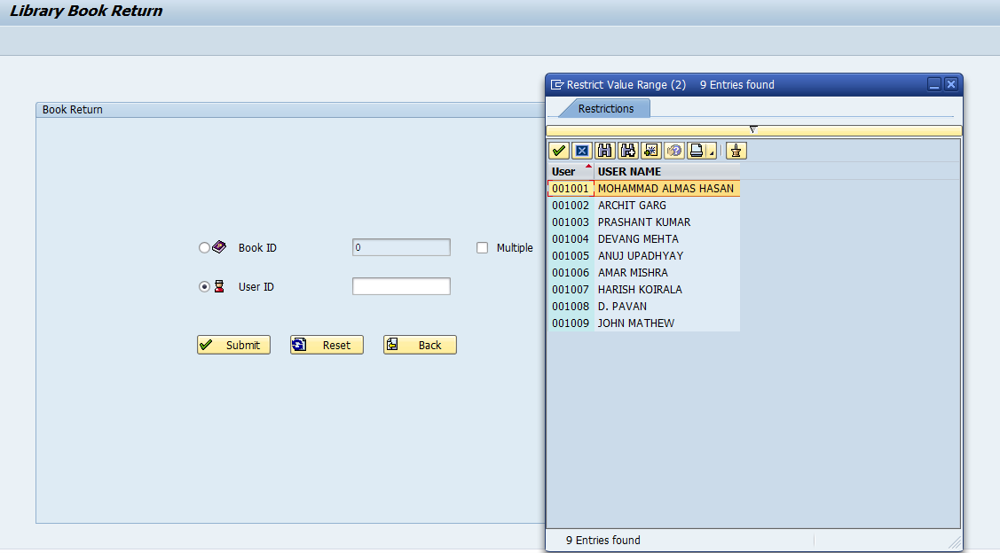 Library Book Return
Book Return
Book ID 0 Multiple
User ID
Submit Reset Back
Restrict Value Range (2) 9 Entries found
Restrictions
User USER NAME
001001 MOHAMMAD ALMAS HASAN
001002 ARCHIT GARG
001003 PRASHANT KUMAR
001004 DEVANG MEHTA
001005 ANUJ UPADHYAY
001006 AMAR MISHRA
001007 HARISH KOIRALA
001008 D. PAVAN
001009 JOHN MATHEW
9 Entries found